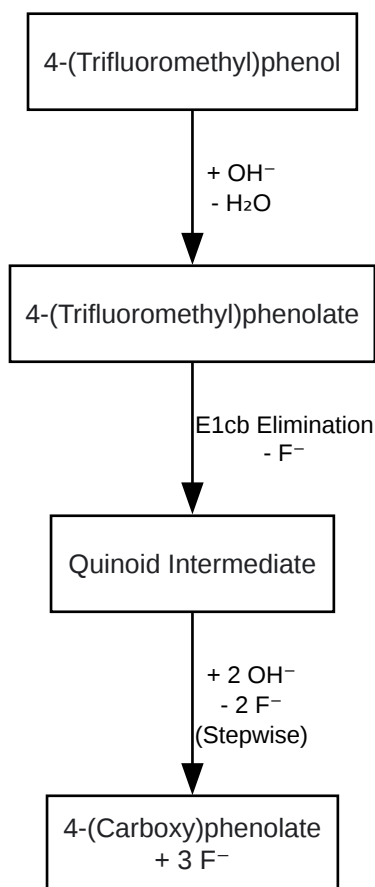 4-(Trifluoromethyl)phenol
+ OH⁻
- H₂O
4-(Trifluoromethyl)phenolate
E1cb Elimination
- F⁻
Quinoid Intermediate
+ 2 OH⁻
- 2 F⁻
(Stepwise)
4-(Carboxy)phenolate
+ 3 F⁻